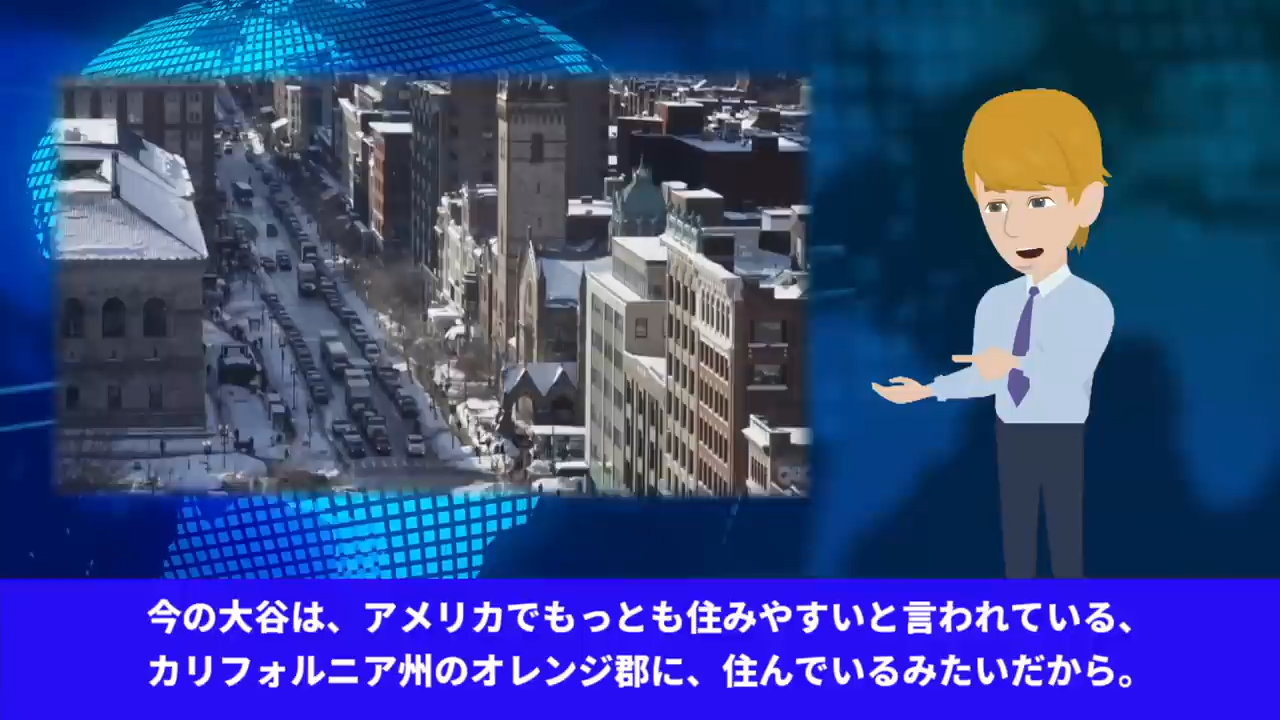 今の大谷は、アメリカでもっとも住みやすいと言われている、
カリフォルニア州のオレンジ郡に、住んでいるみたいだから。